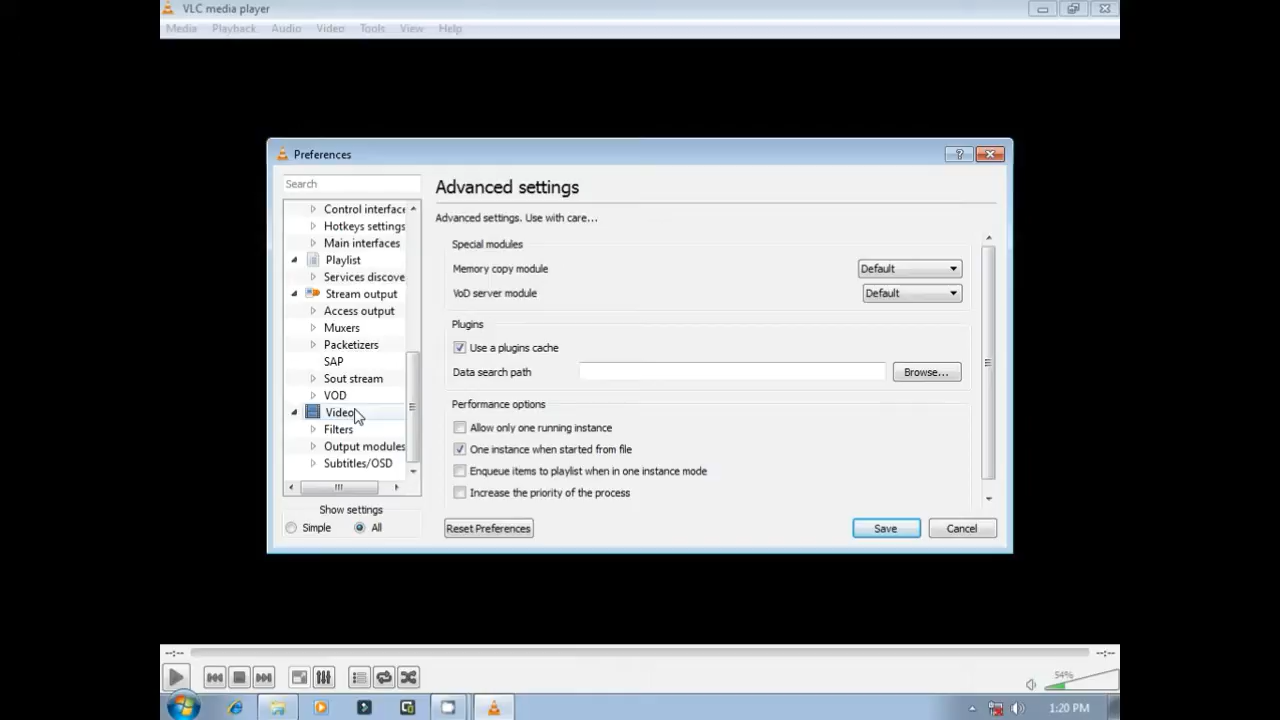 VLC media player
Media Playback Audio Video Tools View Help
Preferences
?
Search
Advanced settings
Control interface
Advanced settings. Use with care...
Hotkeys settings
Main interfaces
Special modules
Playlist
Memory copy module Default
Services discove
Stream output
VoD server module Default
Access output
Muxers
Plugins
Packetizers
Use a plugins cache
SAP
Data search path Browse...
Sout stream
VOD
Performance options
Video
Allow only one running instance
Filters
One instance when started from file
Output modules
Subtitles/OSD
Enqueue items to playlist when in one instance mode
Increase the priority of the process
Show settings
Simple All
Reset Preferences Save Cancel
--:-- --:--
54%
1:20 PM